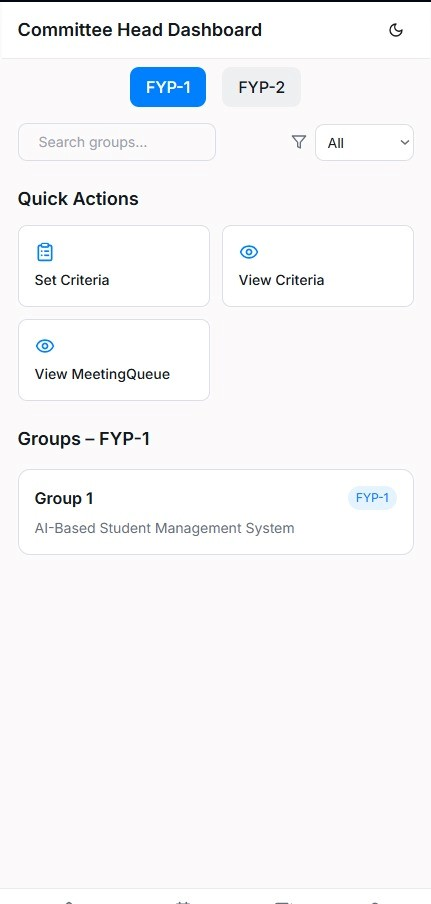 Committee Head Dashboard
FYP-1 FYP-2
Search groups... All
Quick Actions
Set Criteria View Criteria
View MeetingQueue
Groups – FYP-1
Group 1 FYP-1
AI-Based Student Management System